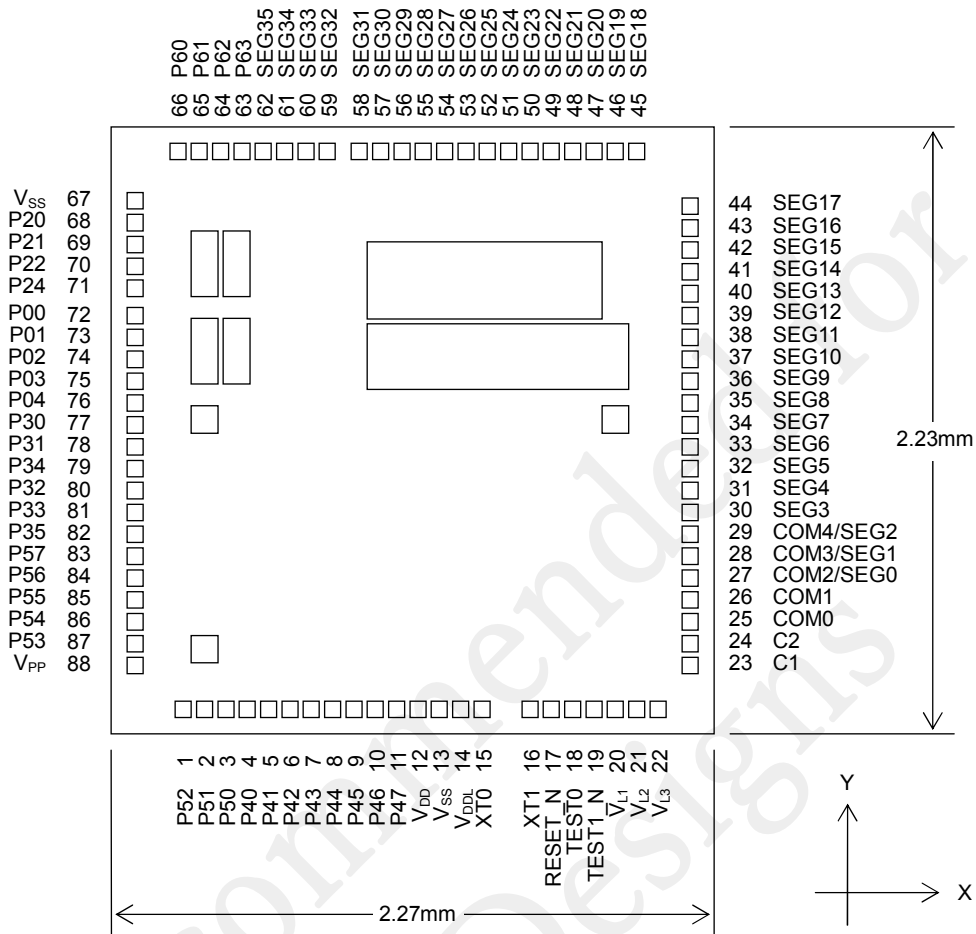 P60 P61 P62 P63 SEG35 SEG34 SEG33 SEG32 SEG31 SEG30 SEG29 SEG28 SEG27 SEG26 SEG25 SEG24 SEG23 SEG22 SEG21 SEG20 SEG19 SEG18
66 65 64 63 62 61 60 59 58 57 56 55 54 53 52 51 50 49 48 47 46 45
VSS 67
P20 68
P21 69
P22 70
P24 71
P00 72
P01 73
P02 74
P03 75
P04 76
P30 77
P31 78
P34 79
P32 80
P33 81
P35 82
P57 83
P56 84
P55 85
P54 86
P53 87
VPP 88
44 SEG17
43 SEG16
42 SEG15
41 SEG14
40 SEG13
39 SEG12
38 SEG11
37 SEG10
36 SEG9
35 SEG8
34 SEG7
33 SEG6
32 SEG5
31 SEG4
30 SEG3
29 COM4/SEG2
28 COM3/SEG1
27 COM2/SEG0
26 COM1
25 COM0
24 C2
23 C1
2.23mm
1 2 3 4 5 6 7 8 9 10 11 12 13 14 15 16 17 18 19 20 21 22
P52 P51 P50 P40 P41 P42 P43 P44 P45 P46 P47 VDD VSS VDDL XT0 XT1 RESET_N TEST0 TEST1_N VL1 VL2 VL3
2.27mm
Y
X
ommended for
Designs